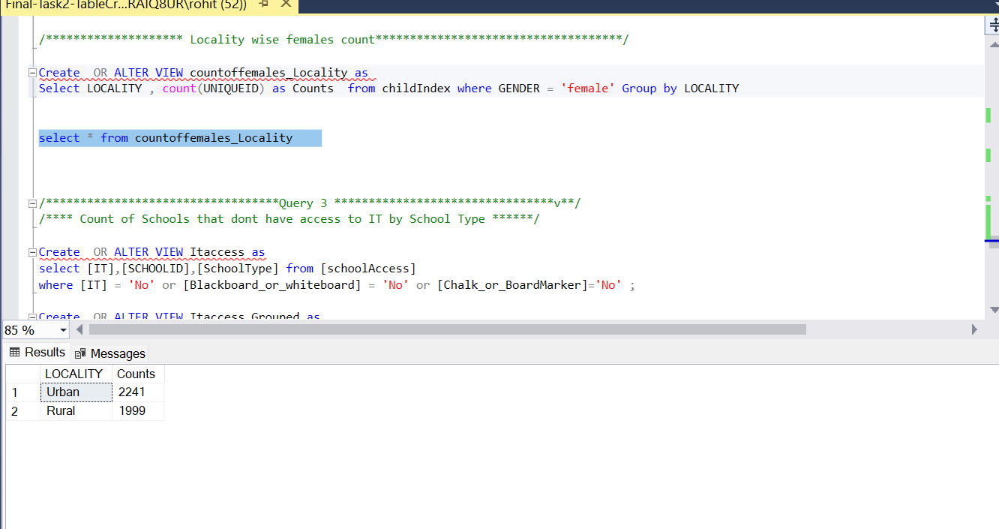 Final-Task2-TableCr...RAIQ8UR\rohit (52))
/******************** Locality wise females count************************************/
Create  OR ALTER VIEW countoffemales_Locality as
Select LOCALITY , count(UNIQUEID) as Counts  from childIndex where GENDER = 'female' Group by LOCALITY
select * from countoffemales_Locality
/**********************************Query 3 ********************************v**/
/**** Count of Schools that dont have access to IT by School Type ******/
Create  OR ALTER VIEW Itaccess as
select [IT],[SCHOOLID],[SchoolType] from [schoolAccess]
where [IT] = 'No' or [Blackboard_or_whiteboard] = 'No' or [Chalk_or_BoardMarker]='No' ;
Create  OR ALTER VIEW Itaccess_Grouped as
85 %
Results Messages
LOCALITY Counts
1 Urban 2241
2 Rural 1999